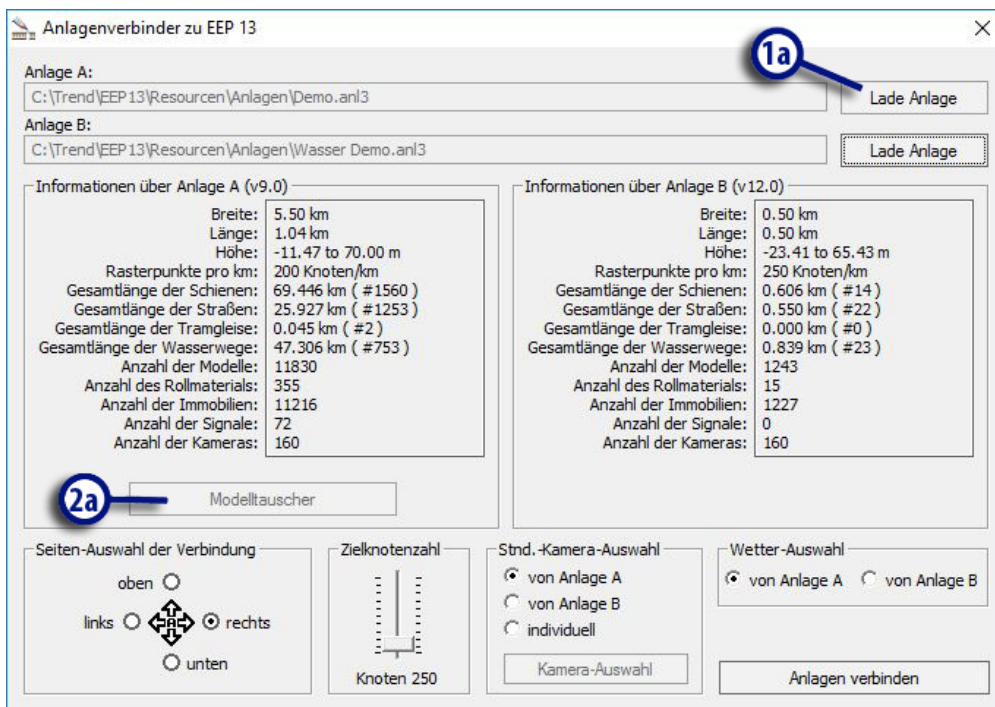 Anlagenverbinder zu EEP 13
1a
Anlage A:
C:\Trend\EEP13\Resourcen\Anlagen\Demo.anl3
Lade Anlage
Anlage B:
C:\Trend\EEP13\Resourcen\Anlagen\Wasser Demo.anl3
Lade Anlage
Informationen über Anlage A (v9.0)
Breite: 5.50 km
Länge: 1.04 km
Höhe: -11.47 to 70.00 m
Rasterpunkte pro km: 200 Knoten/km
Gesamtlänge der Schienen: 69.446 km ( #1560 )
Gesamtlänge der Straßen: 25.927 km ( #1253 )
Gesamtlänge der Tramgleise: 0.045 km ( #2 )
Gesamtlänge der Wasserwege: 47.306 km ( #753 )
Anzahl der Modelle: 11830
Anzahl des Rollmaterials: 355
Anzahl der Immobilien: 11216
Anzahl der Signale: 72
Anzahl der Kameras: 160
2a
Modelltauscher
Informationen über Anlage B (v12.0)
Breite: 0.50 km
Länge: 0.50 km
Höhe: -23.41 to 65.43 m
Rasterpunkte pro km: 250 Knoten/km
Gesamtlänge der Schienen: 0.606 km ( #14 )
Gesamtlänge der Straßen: 0.550 km ( #22 )
Gesamtlänge der Tramgleise: 0.000 km ( #0 )
Gesamtlänge der Wasserwege: 0.839 km ( #23 )
Anzahl der Modelle: 1243
Anzahl des Rollmaterials: 15
Anzahl der Immobilien: 1227
Anzahl der Signale: 0
Anzahl der Kameras: 160
Seiten-Auswahl der Verbindung
oben
links A rechts
unten
Zielknotenzahl
Knoten 250
Stnd.-Kamera-Auswahl
von Anlage A
von Anlage B
individuell
Kamera-Auswahl
Wetter-Auswahl
von Anlage A von Anlage B
Anlagen verbinden